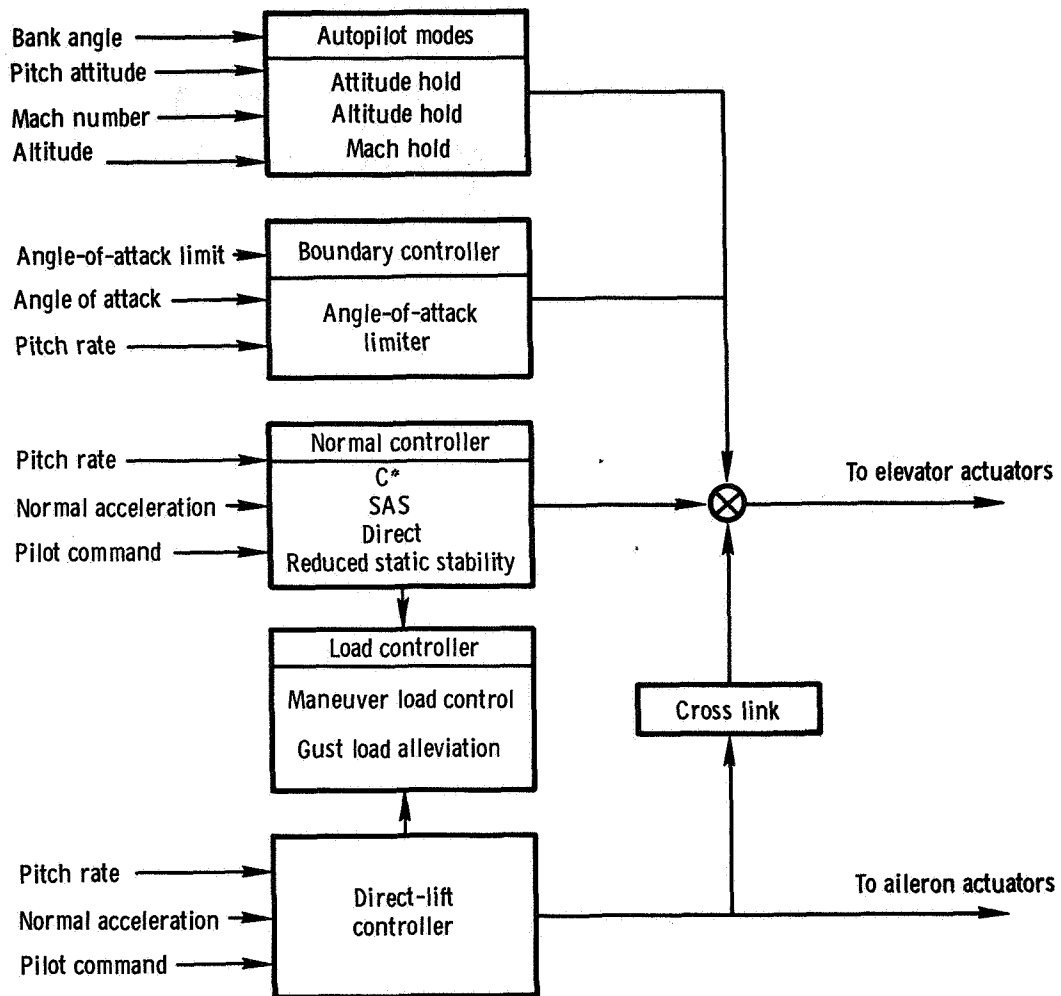 Bank angle
Pitch attitude
Mach number
Altitude
Autopilot modes
Attitude hold
Altitude hold
Mach hold
Angle-of-attack limit
Angle of attack
Pitch rate
Boundary controller
Angle-of-attack
limiter
Pitch rate
Normal acceleration
Pilot command
Normal controller
C*
SAS
Direct
Reduced static stability
To elevator actuators
Load controller
Maneuver load control
Gust load alleviation
Cross link
Pitch rate
Normal acceleration
Pilot command
Direct-lift
controller
To aileron actuators